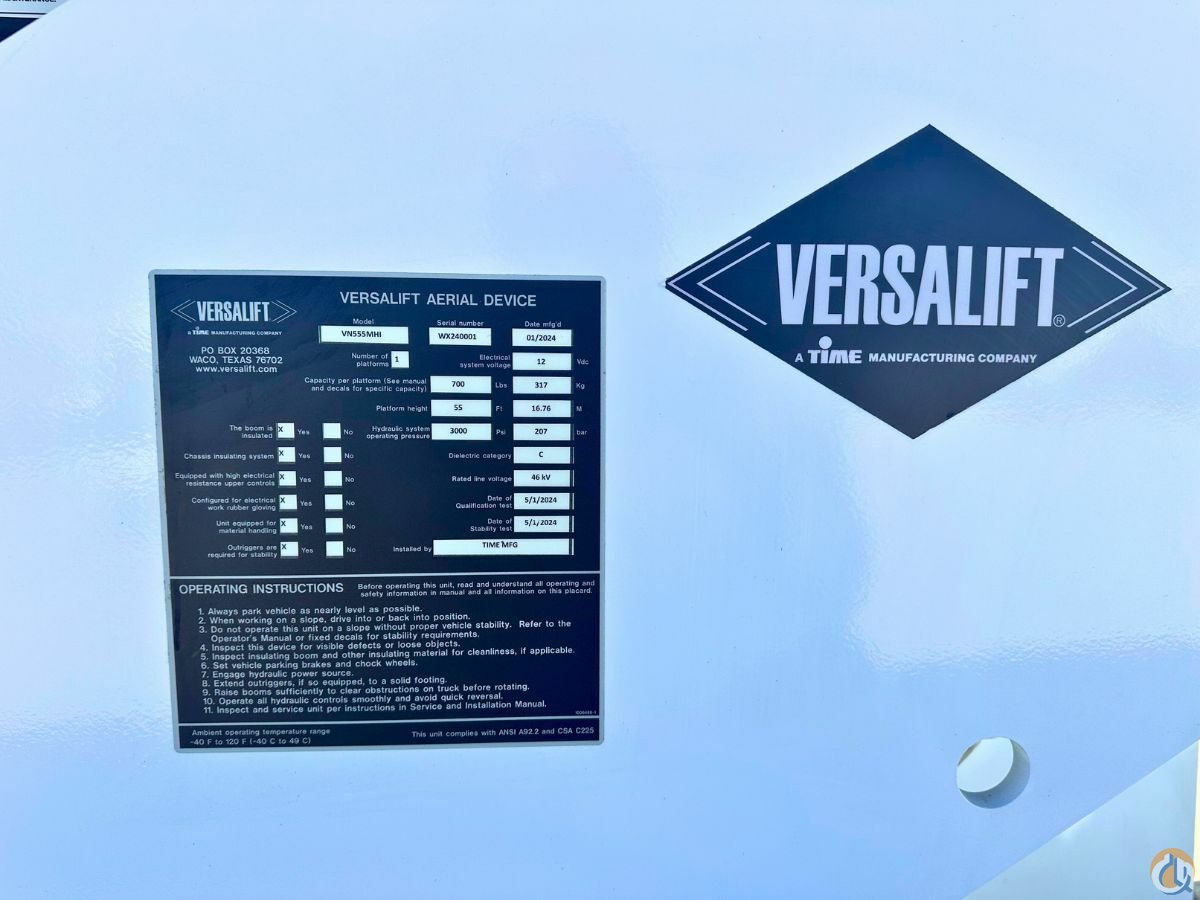 VERSALIFT
A TIME MANUFACTURING COMPANY
PO BOX 20368
WACO, TEXAS 76702
www.versalift.com
VERSALIFT AERIAL DEVICE
Model Serial number Date mfg'd
VN555MHI WX240001 01/2024
Number of platforms 1 Electrical system voltage 12 Vdc
Capacity per platform (See manual and decals for specific capacity) 700 Lbs 317 Kg
Platform height 55 Ft 16.76 M
The boom is insulated X Yes No Hydraulic system operating pressure 3000 Psi 207 bar
Chassis insulating system X Yes No Dielectric category C
Equipped with high electrical resistance upper controls X Yes No Rated line voltage 46 kV
Configured for electrical work rubber gloving X Yes No Date of Qualification test 5/1/2024
Unit equipped for material handling X Yes No Date of Stability test 5/1/2024
Outriggers are required for stability X Yes No Installed by TIME MFG
OPERATING INSTRUCTIONS Before operating this unit, read and understand all operating and
safety information in manual and all information on this placard.
1. Always park vehicle as nearly level as possible.
2. When working on a slope, drive into or back into position.
3. Do not operate this unit on a slope without proper vehicle stability. Refer to the
Operator's Manual or fixed decals for stability requirements.
4. Inspect this device for visible defects or loose objects.
5. Inspect insulating boom and other insulating material for cleanliness, if applicable.
6. Set vehicle parking brakes and chock wheels.
7. Engage hydraulic power source.
8. Extend outriggers, if so equipped, to a solid footing.
9. Raise booms sufficiently to clear obstructions on truck before rotating.
10. Operate all hydraulic controls smoothly and avoid quick reversal.
11. Inspect and service unit per instructions in Service and Installation Manual.
Ambient operating temperature range
-40 F to 120 F (-40 C to 49 C)
This unit complies with ANSI A92.2 and CSA C225
VERSALIFT®
A TIME MANUFACTURING COMPANY